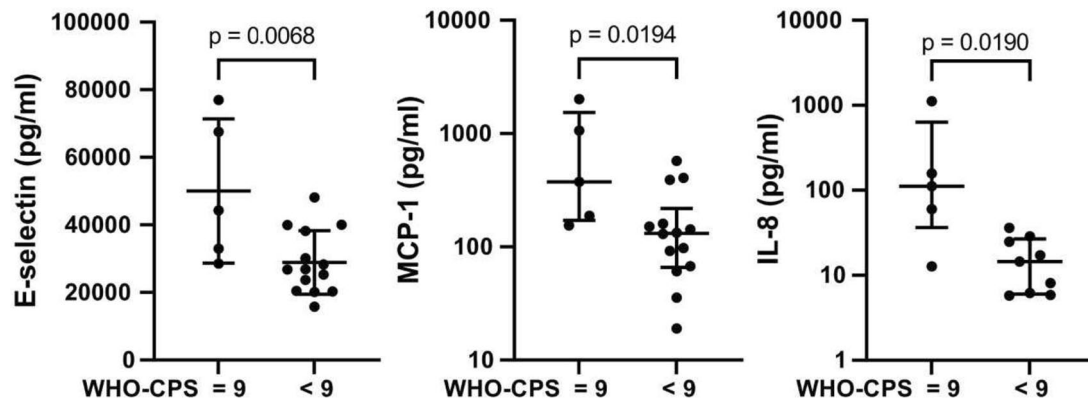 E-selectin (pg/ml)
100000
80000
60000
40000
20000
0
p = 0.0068
WHO-CPS = 9 < 9
MCP-1 (pg/ml)
10000
1000
100
10
p = 0.0194
WHO-CPS = 9 < 9
IL-8 (pg/ml)
10000
1000
100
10
1
p = 0.0190
WHO-CPS = 9 < 9